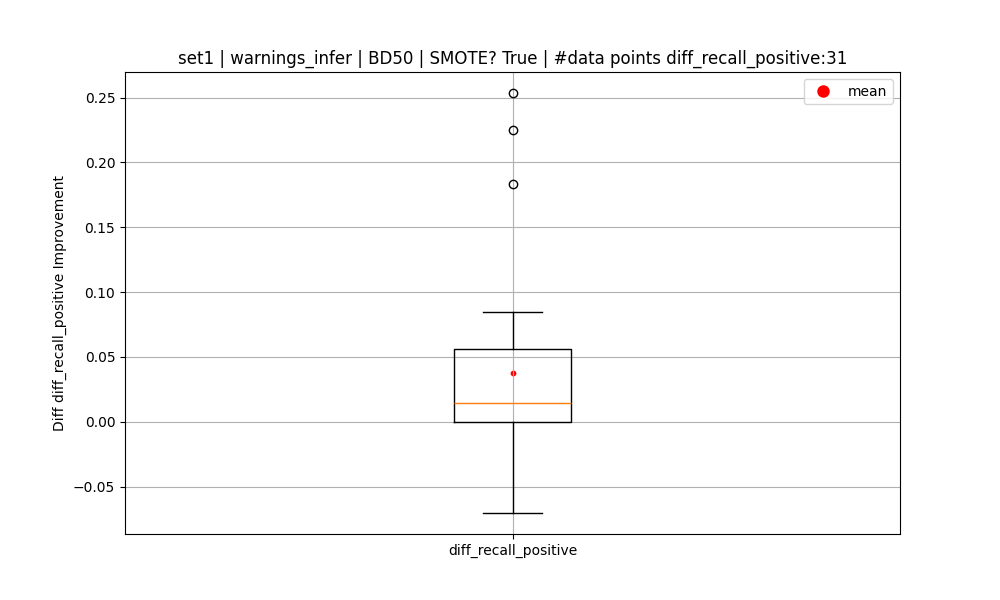 set1 | warnings_infer | BD50 | SMOTE? True | #data points diff_recall_positive:31
mean
0.25
0.20
0.15
0.10
0.05
0.00
−0.05
Diff diff_recall_positive Improvement
diff_recall_positive